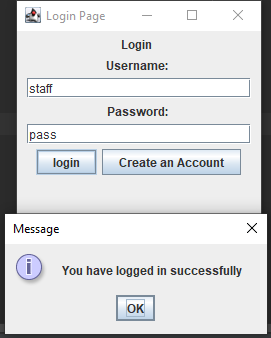 Login Page
Login
Username:
staff
Password:
pass
login Create an Account
Message
You have logged in successfully
OK